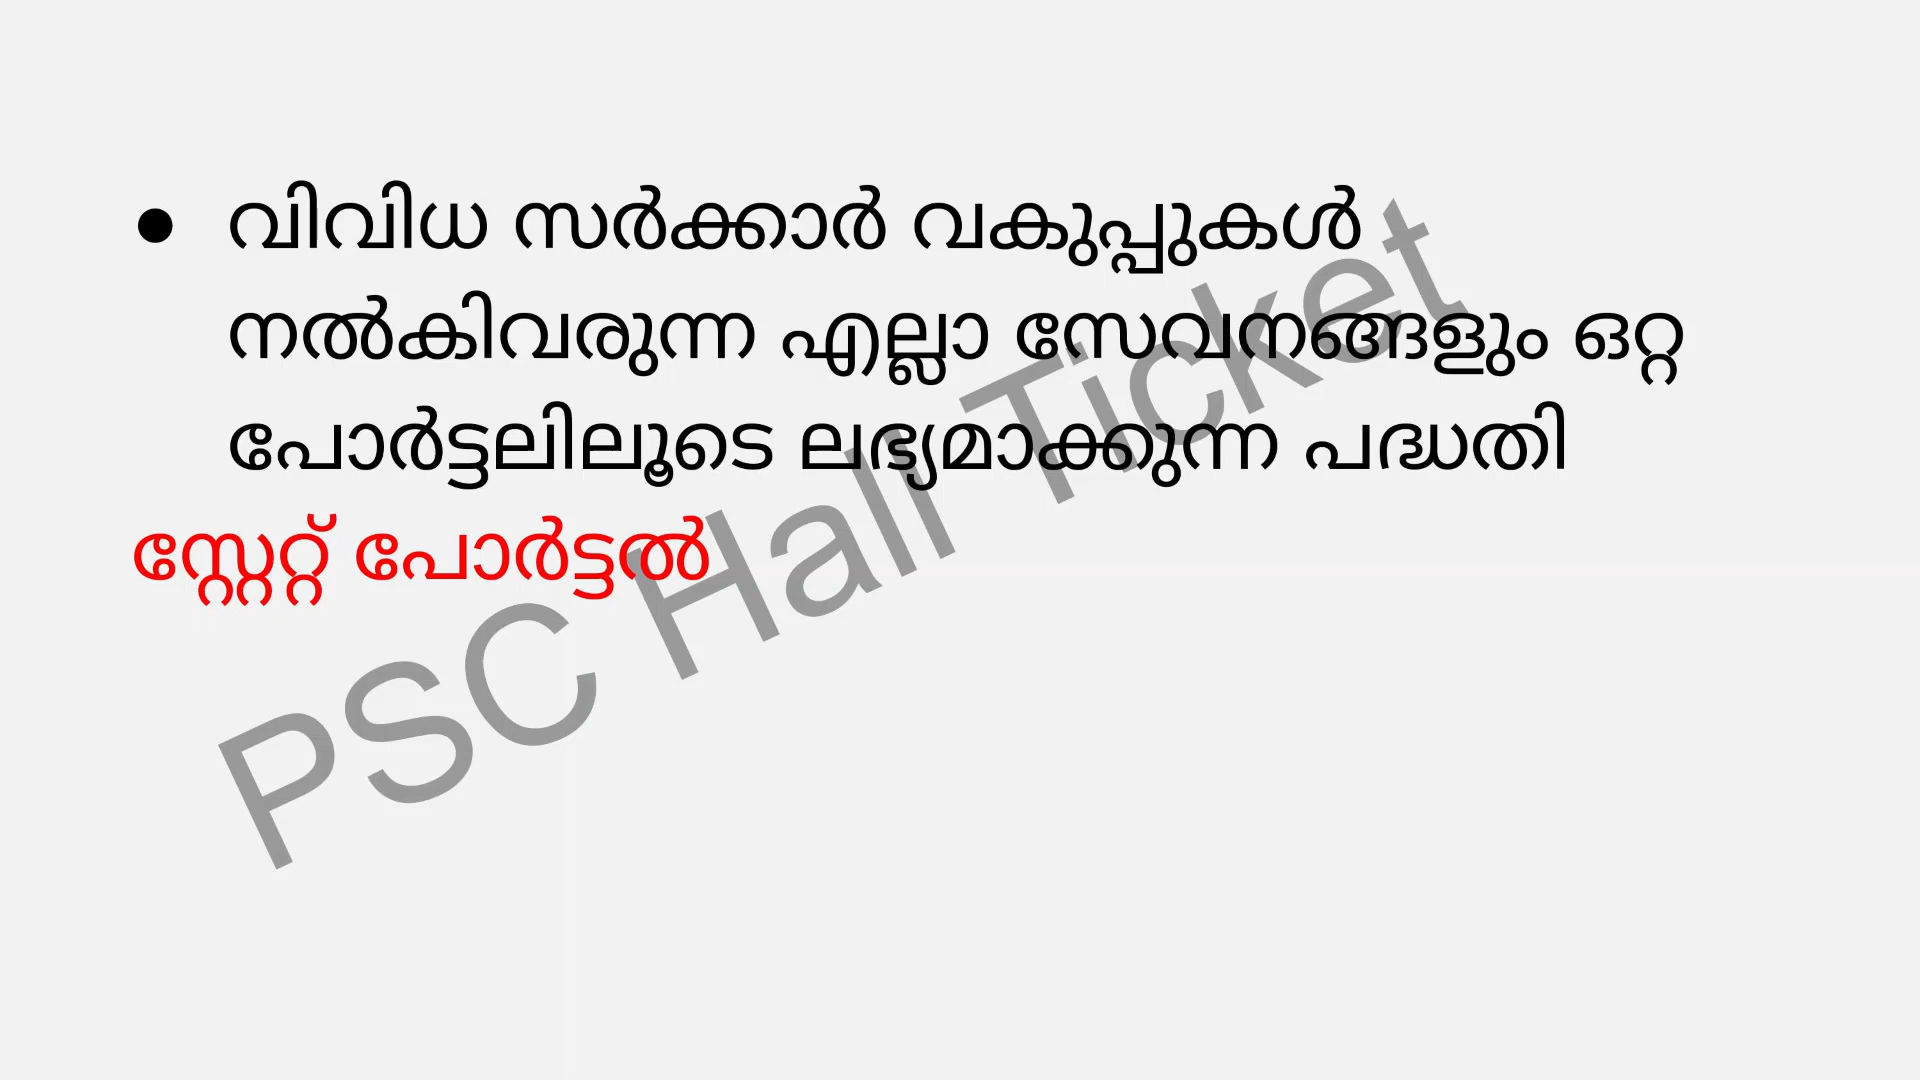 ● വിവിധ സർക്കാർ വകുപ്പുകൾ
നൽകിവരുന്ന എല്ലാ സേവനങ്ങളും ഒറ്റ
പോർട്ടലിലൂടെ ലഭ്യമാക്കുന്ന പദ്ധതി
സ്റ്റേറ്റ് പോർട്ടൽ
PSC Hall Ticket